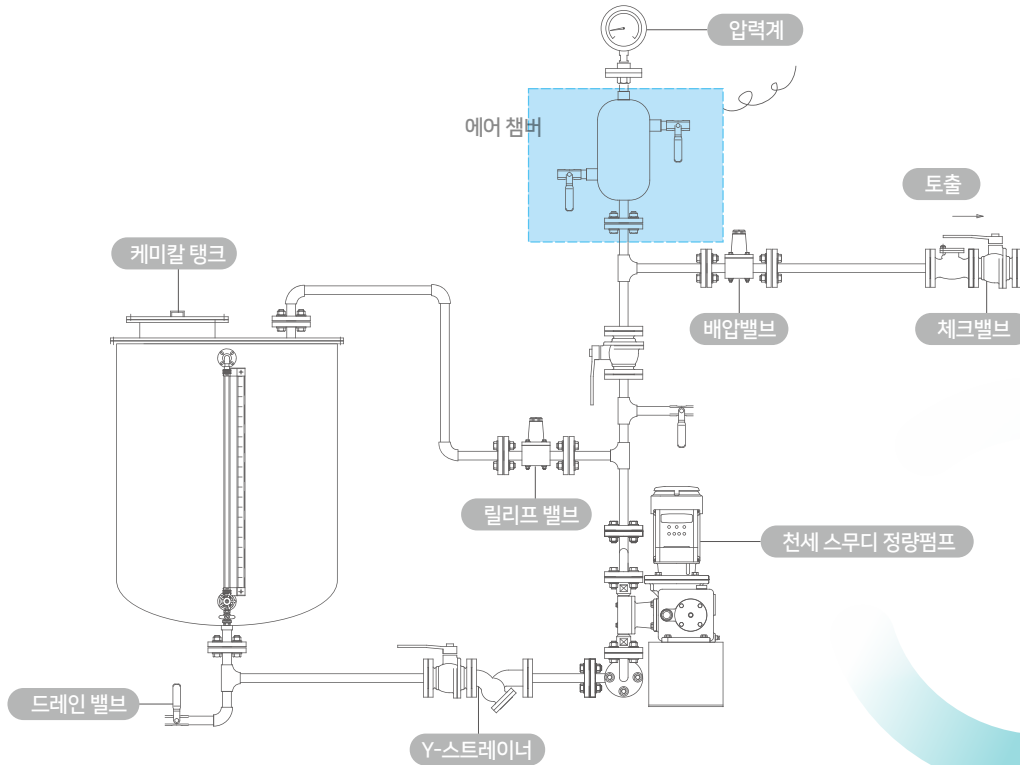 압력계
에어 챔버
토출
케미칼 탱크
배압밸브
체크밸브
릴리프 밸브
천세 스무디 정량펌프
드레인 밸브
Y-스트레이너